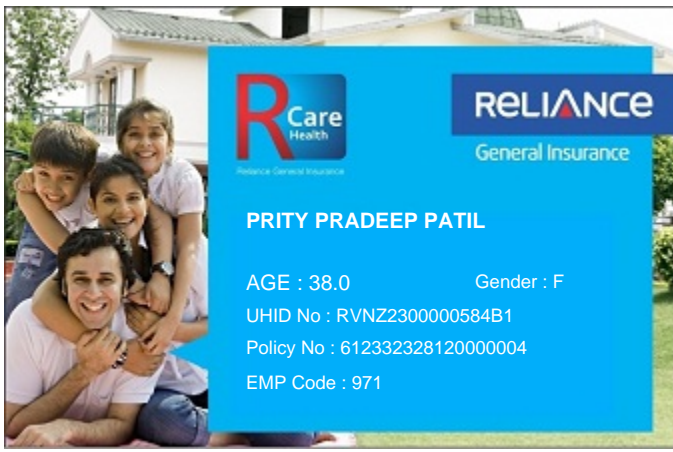 R Care
Health
Reliance General Insurance
RELIANCE
General Insurance
PRITY PRADEEP PATIL
AGE : 38.0 Gender : F
UHID No : RVNZ2300000584B1
Policy No : 612332328120000004
EMP Code : 971